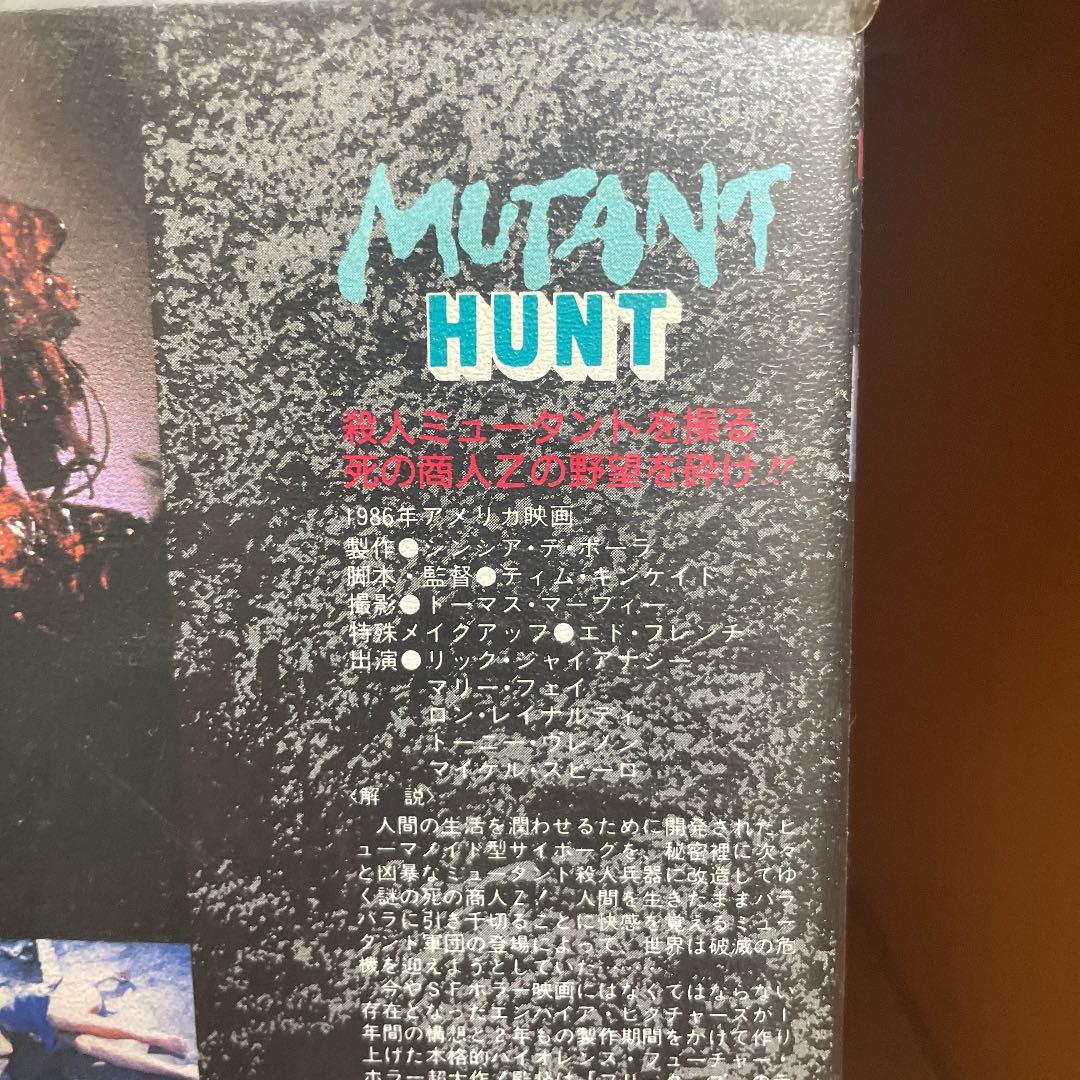 MUTANT
HUNT
殺人ミュータントを操る
死の商人Zの野望を砕け!!
1986年アメリカ映画
製作●シンシア・デ・ポーラ
脚本・監督●ティム・キンケイド
撮影●トーマス・マーフィー
特殊メイクアップ●エド・フレンチ
出演●リック・ジャイアナシー
マリー・フェイ
ロン・レイナルディ
トーニー・ウレノン
マイケル・スピーロ
〈解 説〉
人間の生活を潤わせるために開発されたヒ
ューマノイド型サイボーグを、秘密裡に次々
と凶暴なミュータント殺人兵器に改造してゆ
く謎の死の商人Z! 人間を生きたままバラ
バラに引き千切ることに快感を覚えるミュー
タント軍団の登場によって、世界は破滅の危
機を迎えようとしていた……
今やSFホラー映画にはなくてはならない
存在となったエンパイア・ピクチャーズが1
年間の構想と2年もの製作期間をかけて作り
上げた本格的バイオレンス・フューチャー・
ホラー超大作!監督は「ブリーダーズ」のテ